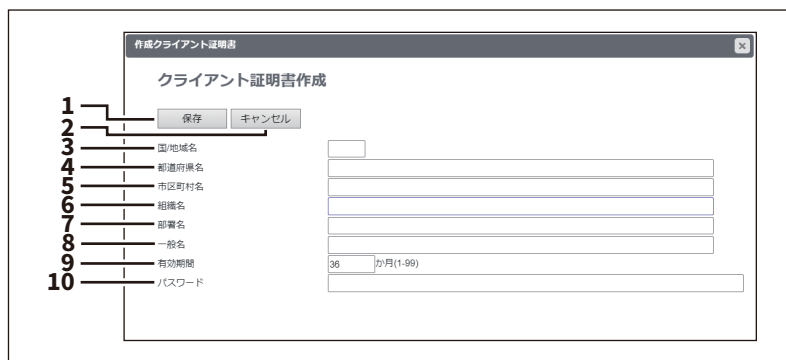 作成クライアント証明書
クライアント証明書作成
1
保存 キャンセル
2
3 国/地域名
4 都道府県名
5 市区町村名
6 組織名
7 部署名
8 一般名
9 有効期間 36 か月(1-99)
10 パスワード